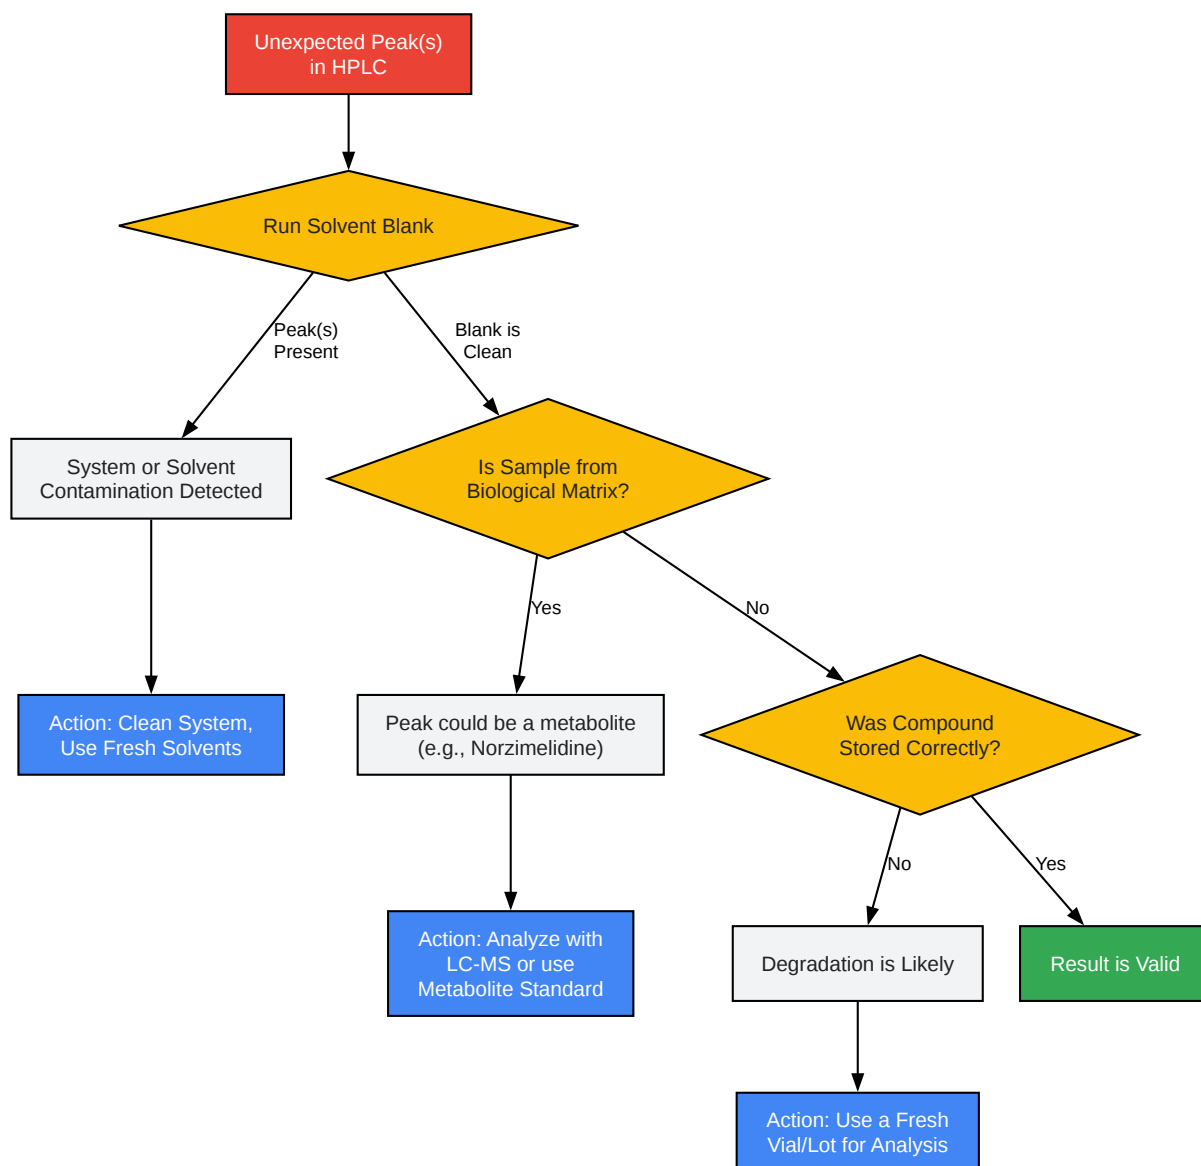 Unexpected Peak(s)
in HPLC
Run Solvent Blank
Peak(s)
Present
Blank is
Clean
System or Solvent
Contamination Detected
Is Sample from
Biological Matrix?
Yes
No
Action: Clean System,
Use Fresh Solvents
Peak could be a metabolite
(e.g., Norzimelidine)
Was Compound
Stored Correctly?
No
Yes
Action: Analyze with
LC-MS or use
Metabolite Standard
Degradation is Likely
Result is Valid
Action: Use a Fresh
Vial/Lot for Analysis